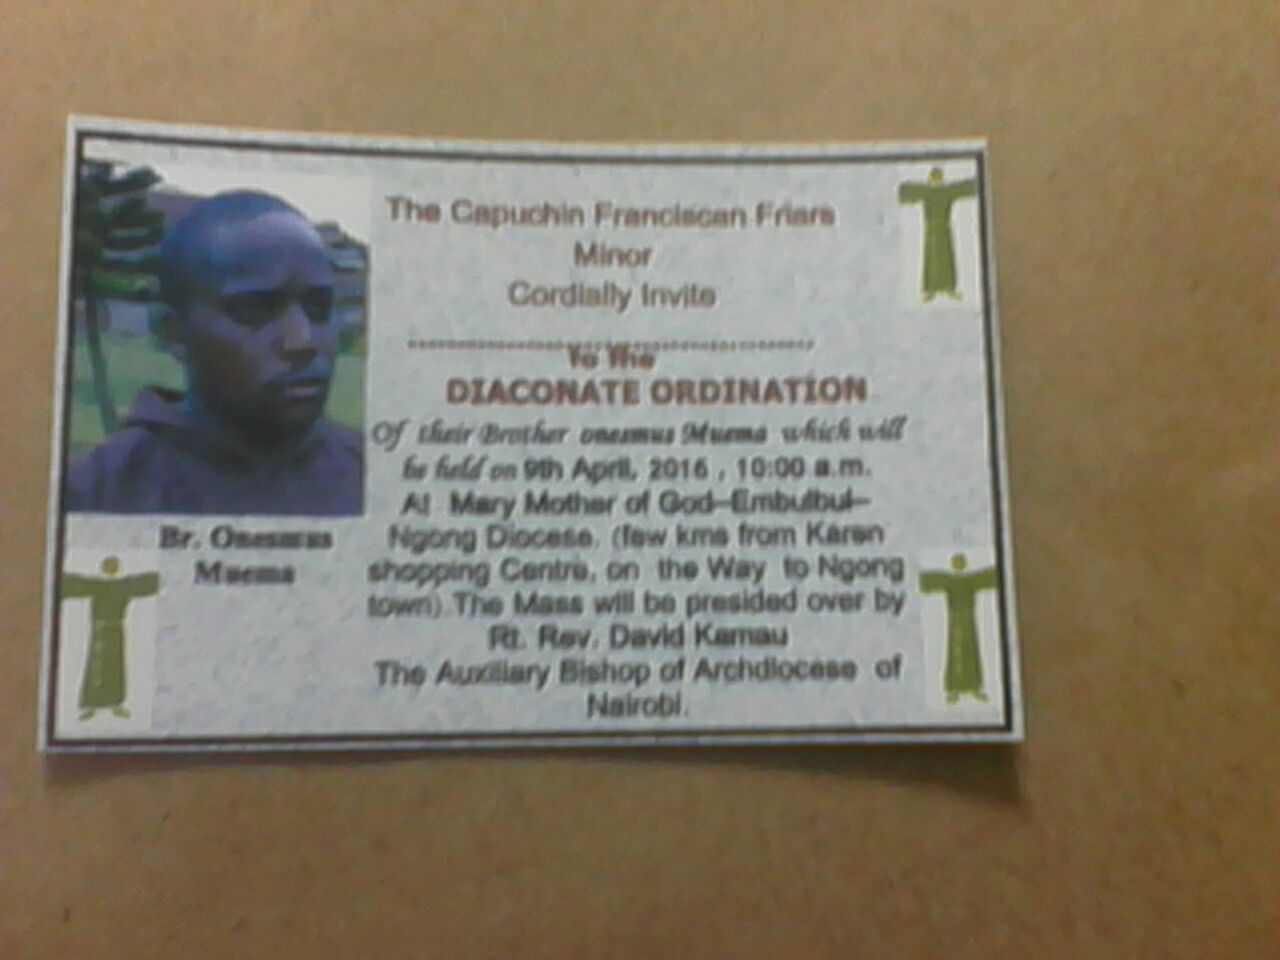 The Capuchin Franciscan Friars
Minor
Cordially Invite
To the
DIACONATE ORDINATION
Of their Brother onesmus Muema which will
be held on 9th April, 2016 , 10:00 a.m.
At Mary Mother of God–Embulbul–
Ngong Diocese. (few kms from Karen
shopping Centre, on the Way to Ngong
town).The Mass will be presided over by
Rt. Rev. David Kamau
The Auxiliary Bishop of Archdiocese of
Nairobi.
Br. Onesmus
Muema